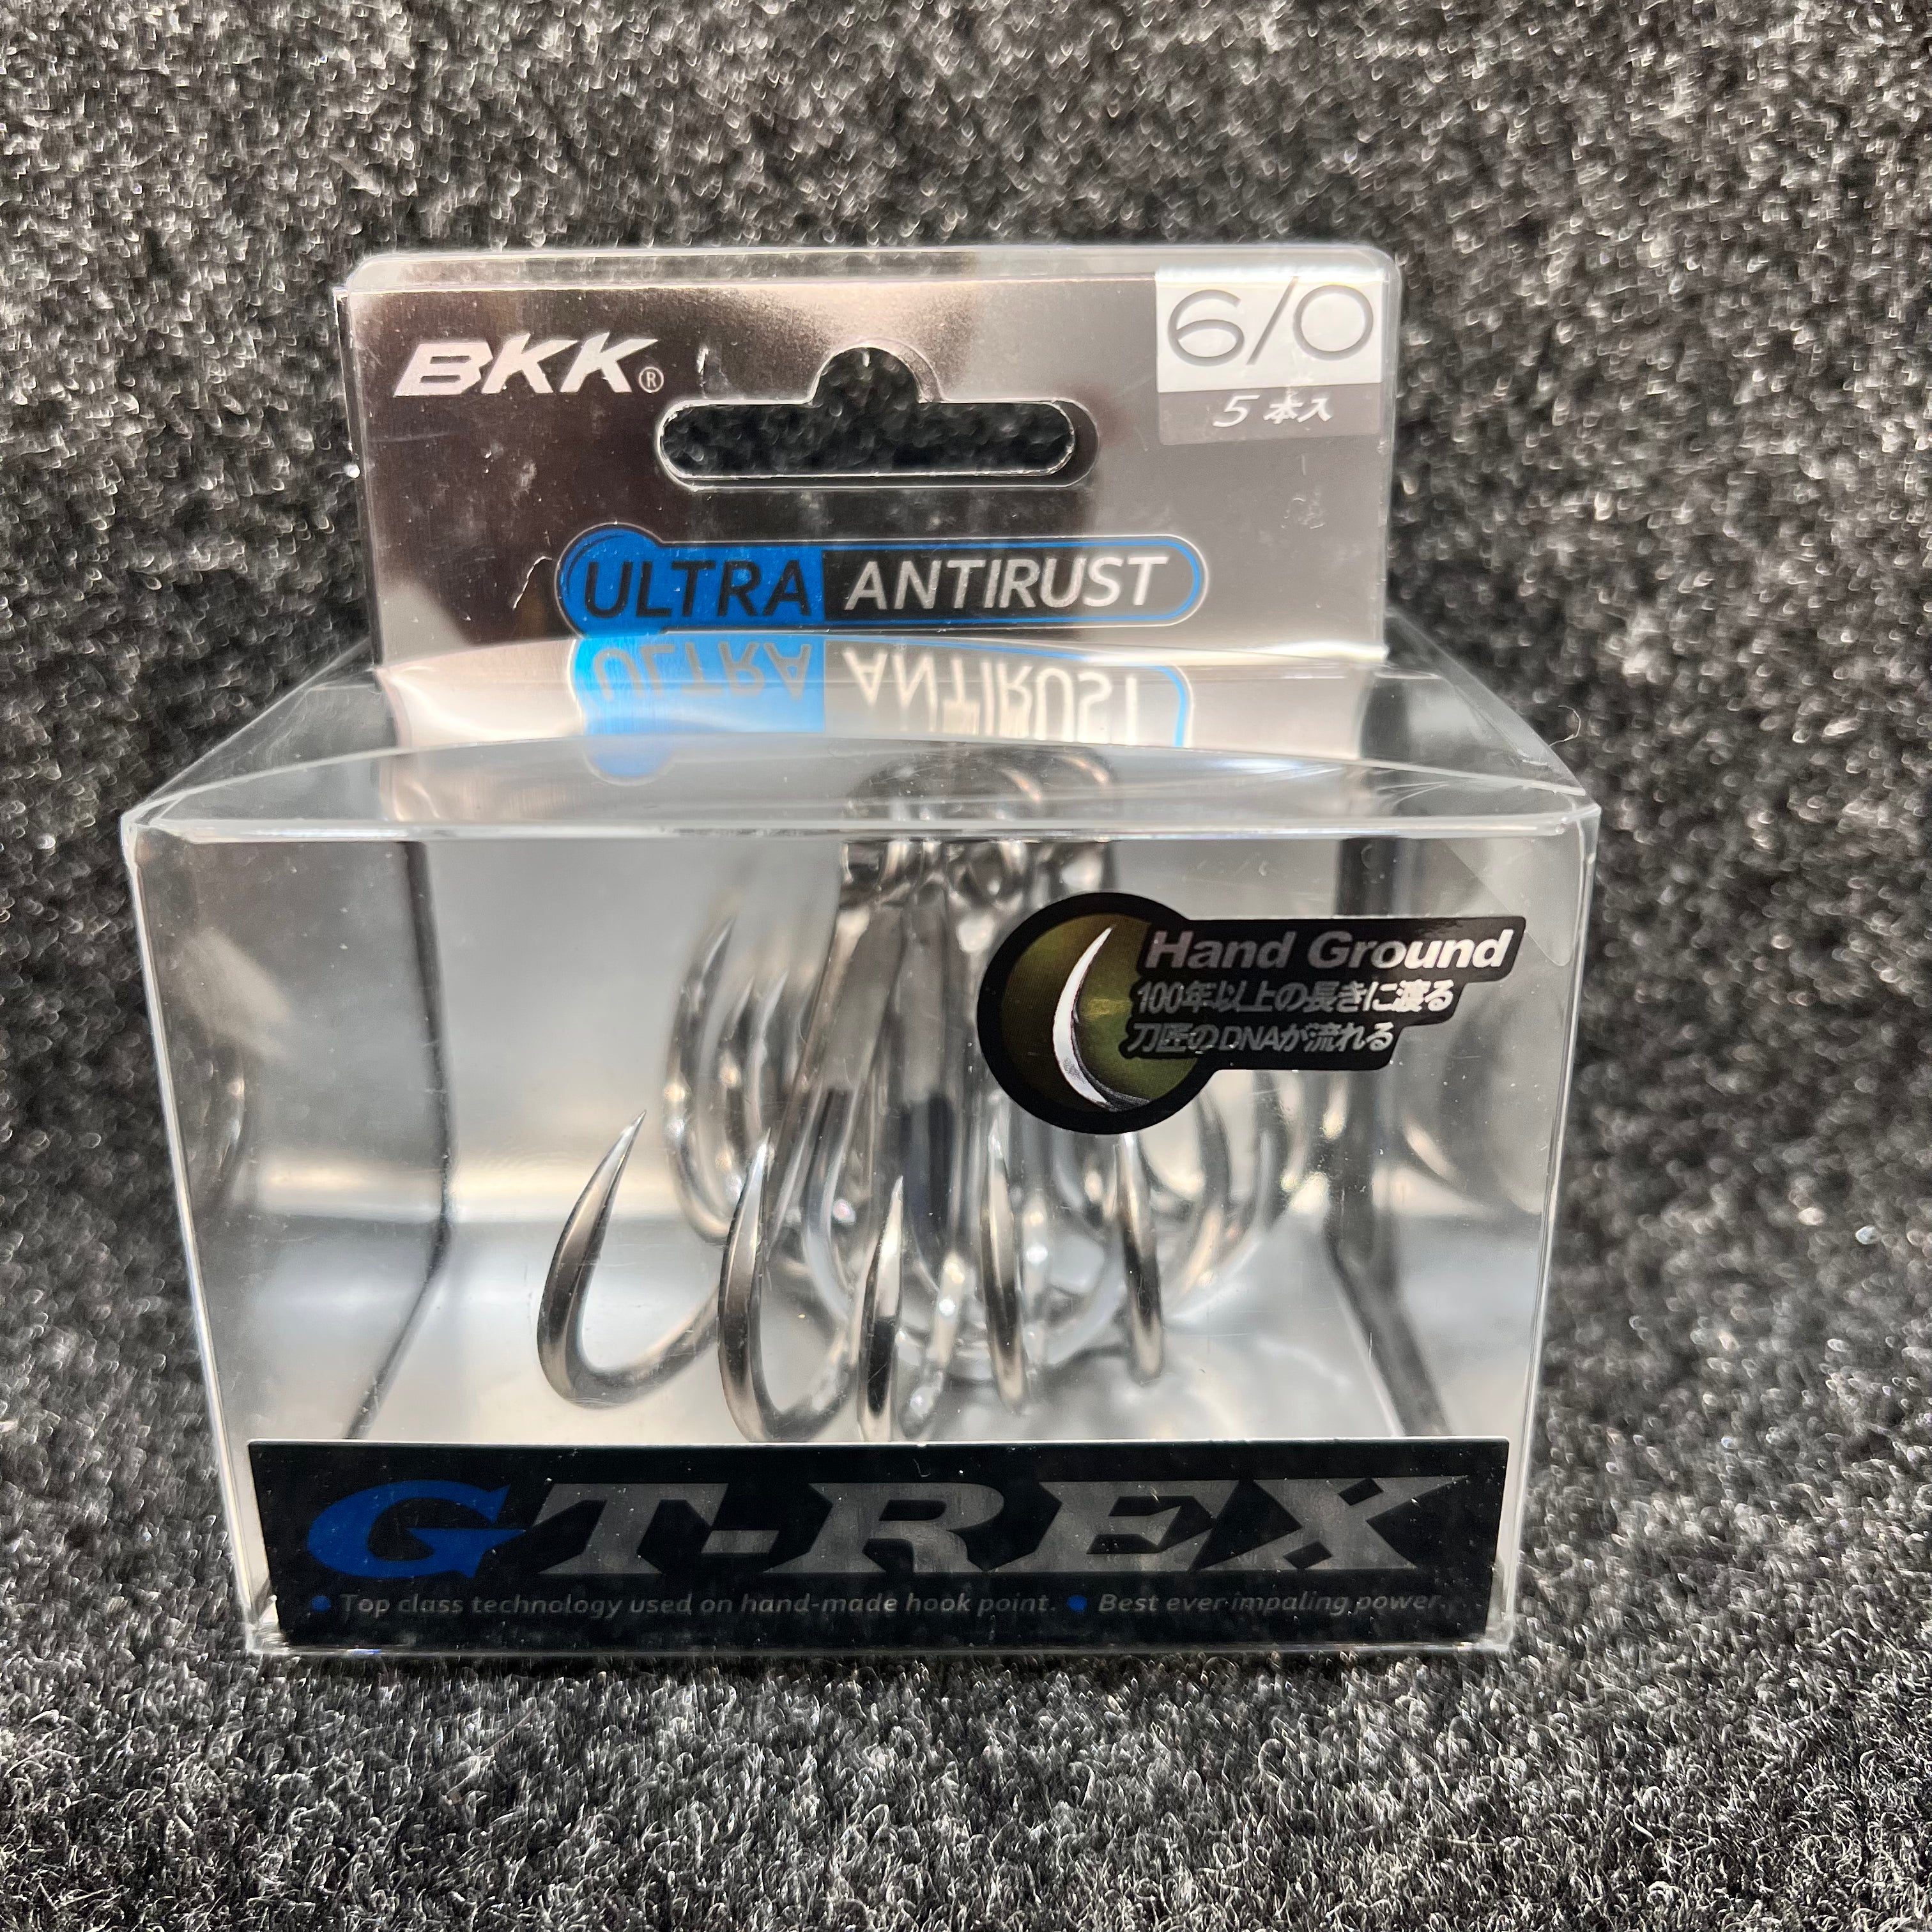 BKK®
6/0
5本入
ULTRA ANTIRUST
Hand Ground
100年以上の長きに渡る
刀匠のDNAが流れる
GT-REX
• Top class technology used on hand-made hook point. • Best ever impaling power.